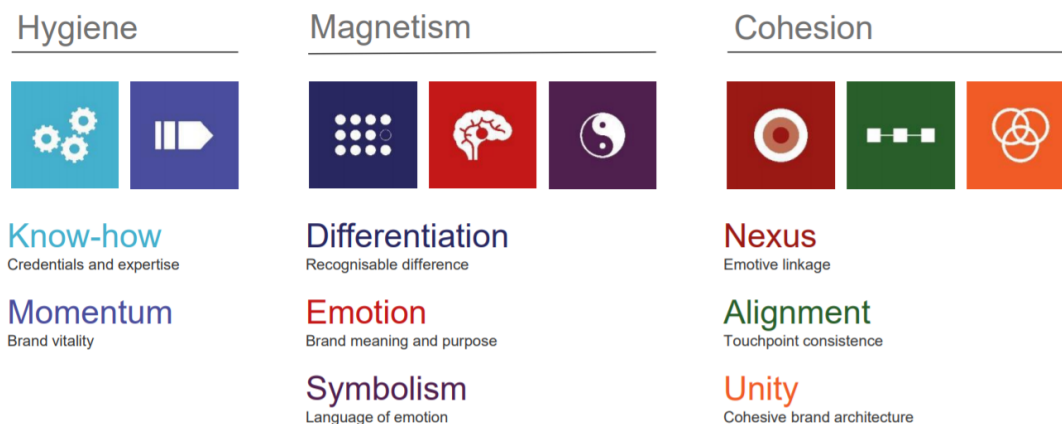 Hygiene
Know-how
Credentials and expertise
Momentum
Brand vitality
Magnetism
Differentiation
Recognisable difference
Emotion
Brand meaning and purpose
Symbolism
Language of emotion
Cohesion
Nexus
Emotive linkage
Alignment
Touchpoint consistence
Unity
Cohesive brand architecture